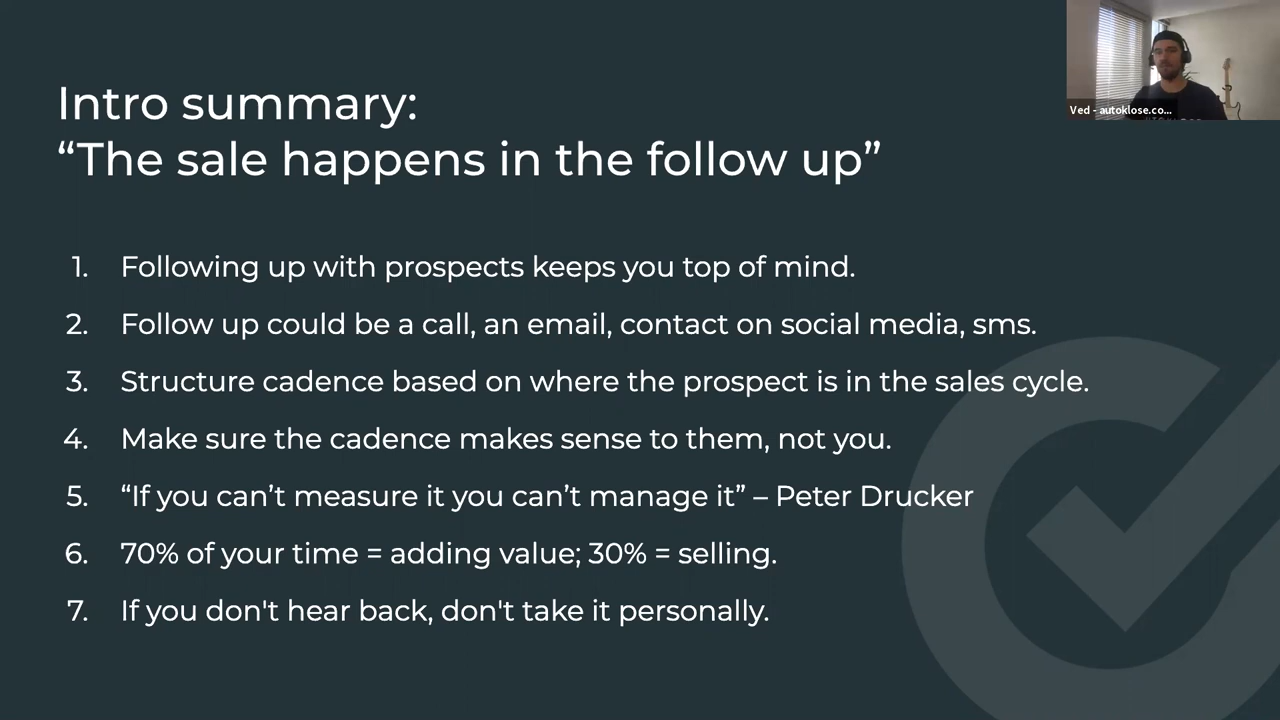 Intro summary:
“The sale happens in the follow up”
1. Following up with prospects keeps you top of mind.
2. Follow up could be a call, an email, contact on social media, sms.
3. Structure cadence based on where the prospect is in the sales cycle.
4. Make sure the cadence makes sense to them, not you.
5. “If you can’t measure it you can’t manage it” – Peter Drucker
6. 70% of your time = adding value; 30% = selling.
7. If you don't hear back, don't take it personally.
Ved - autoklose.co...